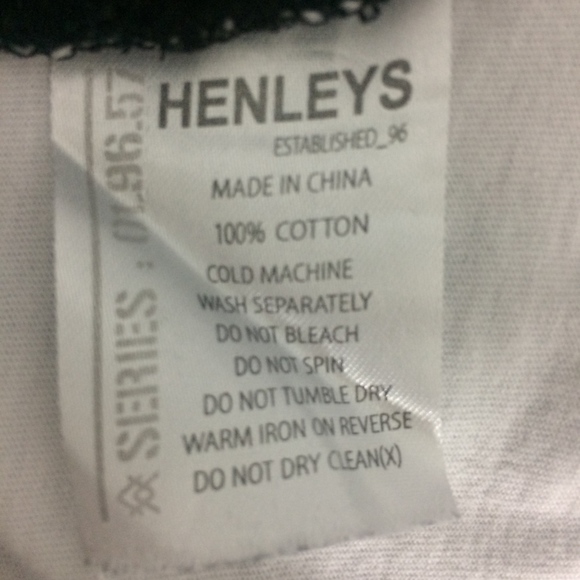 HENLEYS
ESTABLISHED_96
MADE IN CHINA
100% COTTON
COLD MACHINE
WASH SEPARATELY
DO NOT BLEACH
DO NOT SPIN
DO NOT TUMBLE DRY
WARM IRON ON REVERSE
DO NOT DRY CLEAN(X)
SERIES :